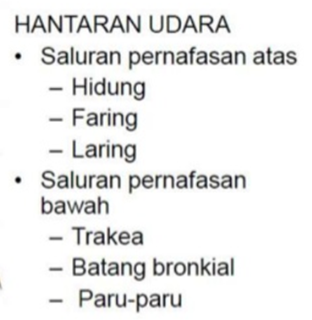 HANTARAN UDARA
• Saluran pernafasan atas
– Hidung
– Faring
– Laring
• Saluran pernafasan
bawah
– Trakea
– Batang bronkial
– Paru-paru